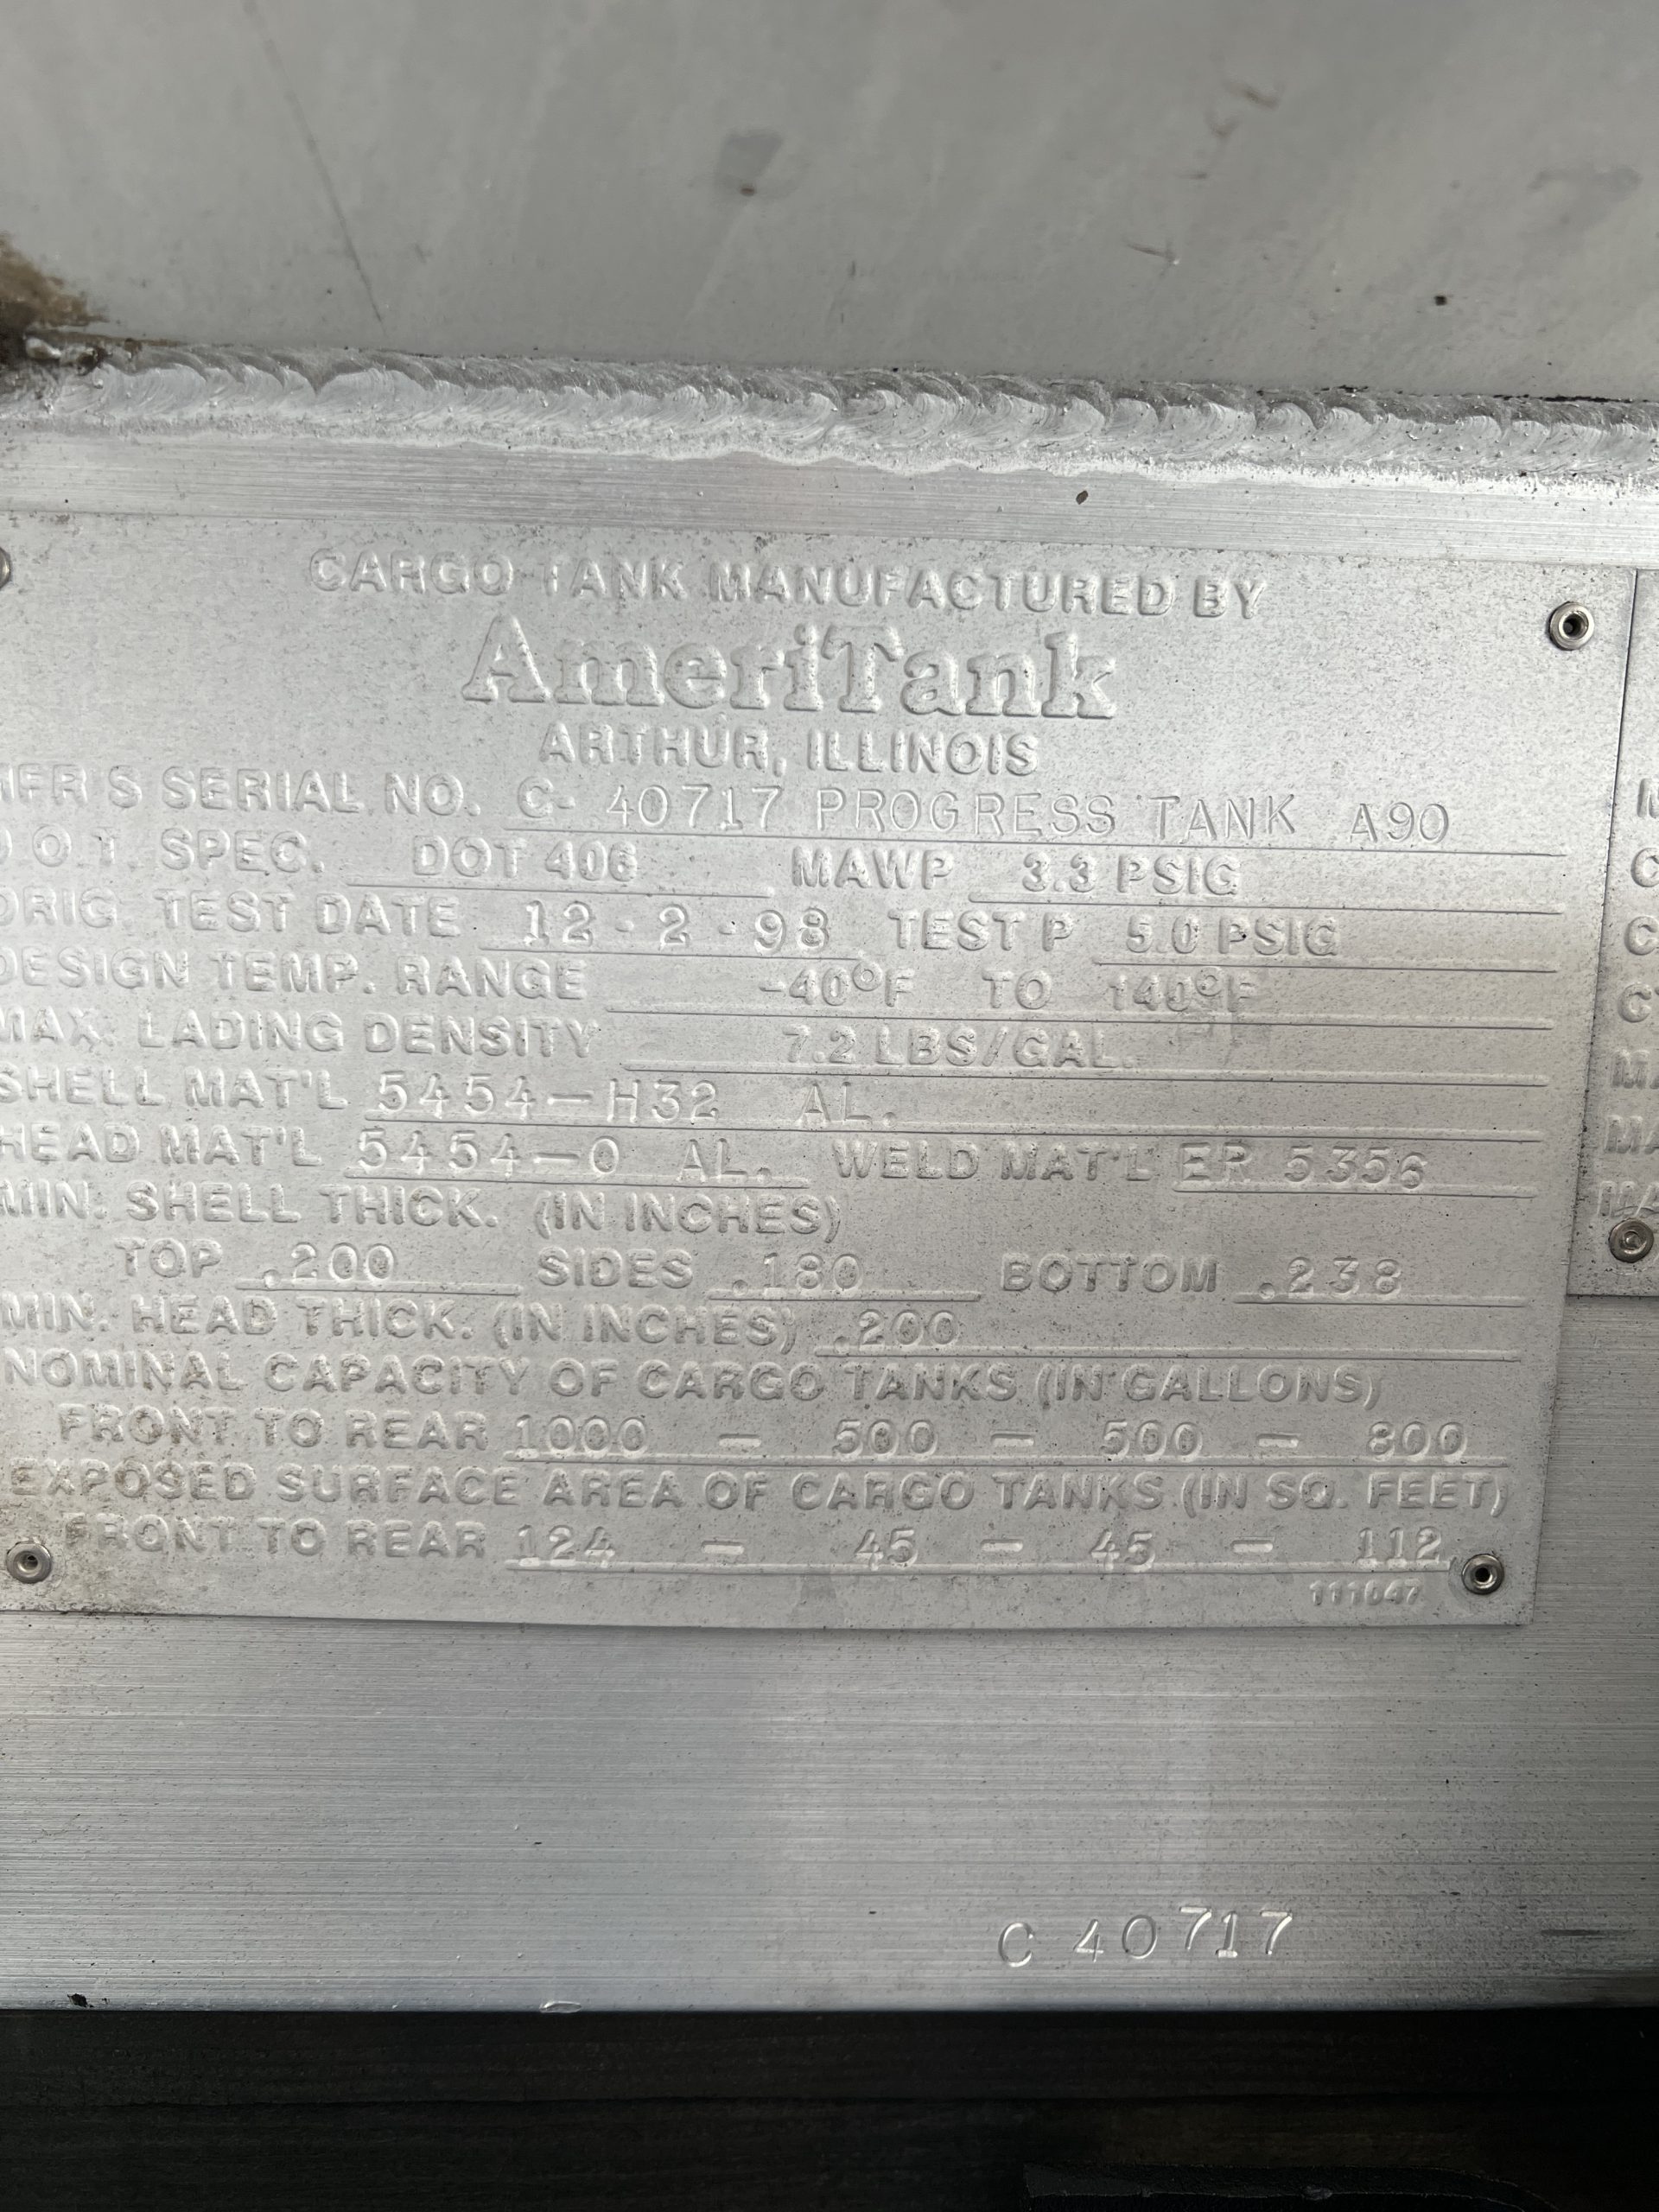 CARGO TANK MANUFACTURED BY
AmeriTank
ARTHUR, ILLINOIS
MFR'S SERIAL NO. C- 40717 PROGRESS TANK A90
D.O.T. SPEC. DOT 406 MAWP 3.3 PSIG
ORIG. TEST DATE 12-2-98 TEST P 5.0 PSIG
DESIGN TEMP. RANGE -40°F TO 140°F
MAX. LADING DENSITY 7.2 LBS/GAL.
SHELL MAT'L 5454-H32 AL.
HEAD MAT'L 5454-O AL. WELD MAT'L ER 5356
MIN. SHELL THICK. (IN INCHES)
TOP .200 SIDES .180 BOTTOM .238
MIN. HEAD THICK. (IN INCHES) .200
NOMINAL CAPACITY OF CARGO TANKS (IN GALLONS)
FRONT TO REAR 1000 - 500 - 500 - 800
EXPOSED SURFACE AREA OF CARGO TANKS (IN SQ. FEET)
FRONT TO REAR 124 - 45 - 45 - 112
111047
C 40717